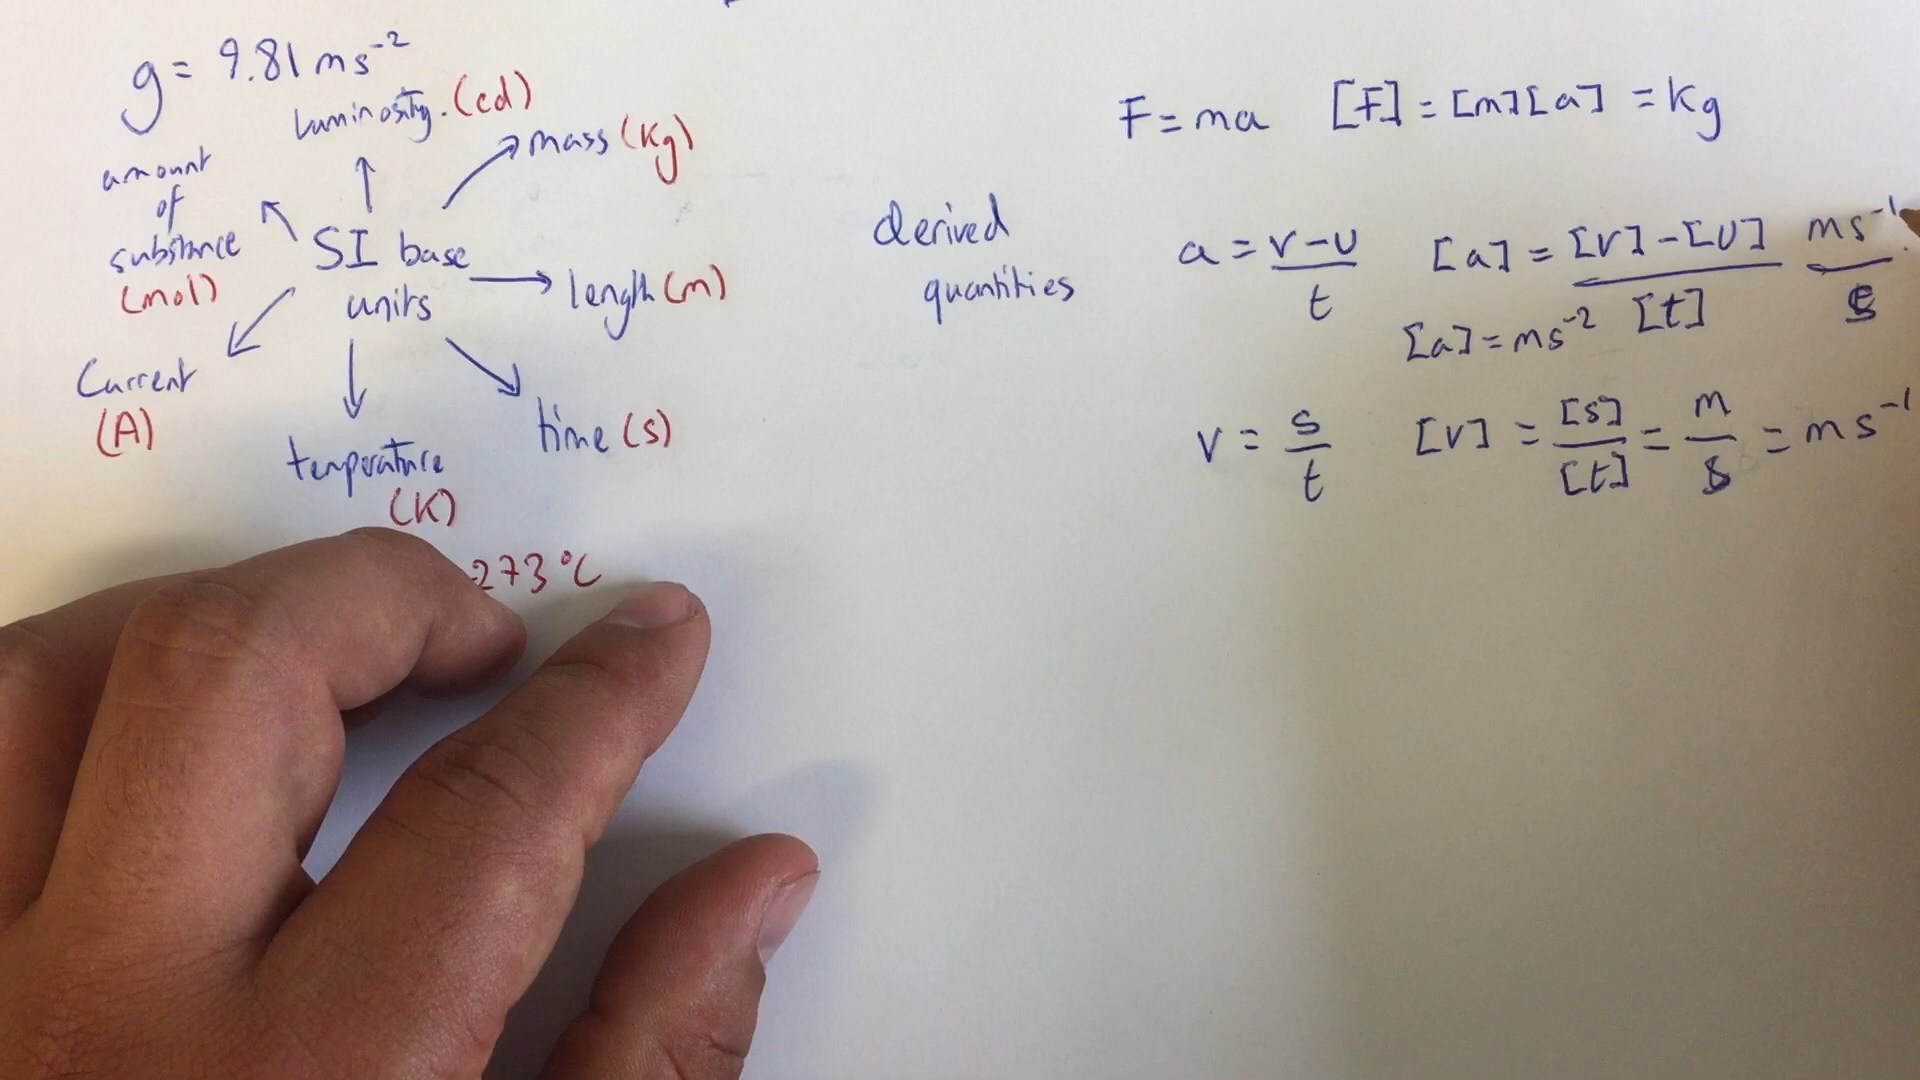 g = 9.81 ms⁻²
luminosity. (cd)
mass (kg)
amount
of
substance
(mol)
SI base
units
length (m)
Current
(A)
temperature
(K)
time (s)
-273°C
F = ma [F] = [m][a] = kg
derived
quantities
a = v-u/t [a] = [v]-[u]/[t] ms⁻¹/s
[a] = ms⁻²
v = s/t [v] = [s]/[t] = m/s = ms⁻¹